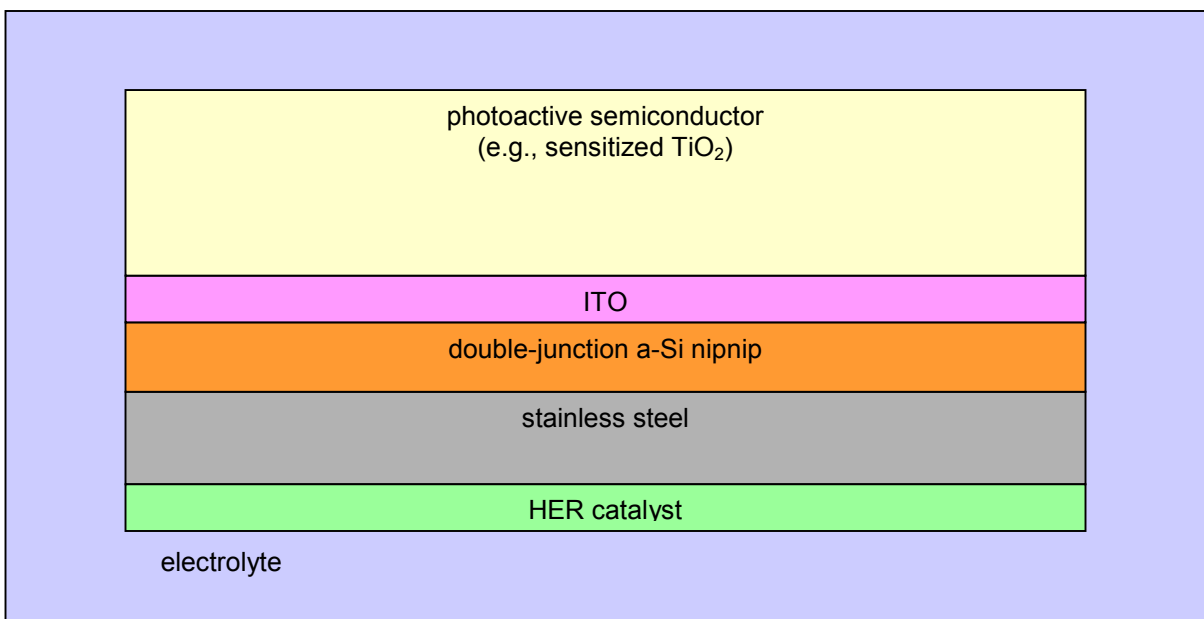 photoactive semiconductor
(e.g., sensitized TiO₂)
ITO
double-junction a-Si nipnip
stainless steel
HER catalyst
electrolyte